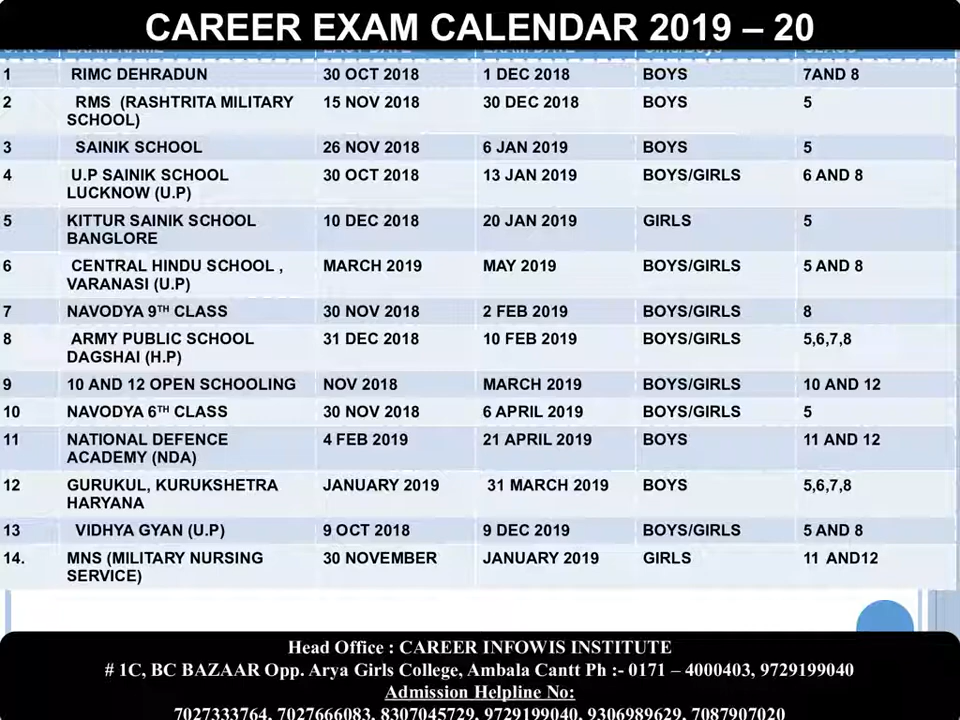 CAREER EXAM CALENDAR 2019 – 20
S. NO EXAM NAME LAST DATE EXAM DATE Girls/Boys CLASS
1 RIMC DEHRADUN 30 OCT 2018 1 DEC 2018 BOYS 7AND 8
2 RMS (RASHTRITA MILITARY SCHOOL) 15 NOV 2018 30 DEC 2018 BOYS 5
3 SAINIK SCHOOL 26 NOV 2018 6 JAN 2019 BOYS 5
4 U.P SAINIK SCHOOL LUCKNOW (U.P) 30 OCT 2018 13 JAN 2019 BOYS/GIRLS 6 AND 8
5 KITTUR SAINIK SCHOOL BANGLORE 10 DEC 2018 20 JAN 2019 GIRLS 5
6 CENTRAL HINDU SCHOOL , VARANASI (U.P) MARCH 2019 MAY 2019 BOYS/GIRLS 5 AND 8
7 NAVODYA 9TH CLASS 30 NOV 2018 2 FEB 2019 BOYS/GIRLS 8
8 ARMY PUBLIC SCHOOL DAGSHAI (H.P) 31 DEC 2018 10 FEB 2019 BOYS/GIRLS 5,6,7,8
9 10 AND 12 OPEN SCHOOLING NOV 2018 MARCH 2019 BOYS/GIRLS 10 AND 12
10 NAVODYA 6TH CLASS 30 NOV 2018 6 APRIL 2019 BOYS/GIRLS 5
11 NATIONAL DEFENCE ACADEMY (NDA) 4 FEB 2019 21 APRIL 2019 BOYS 11 AND 12
12 GURUKUL, KURUKSHETRA HARYANA JANUARY 2019 31 MARCH 2019 BOYS 5,6,7,8
13 VIDHYA GYAN (U.P) 9 OCT 2018 9 DEC 2019 BOYS/GIRLS 5 AND 8
14. MNS (MILITARY NURSING SERVICE) 30 NOVEMBER JANUARY 2019 GIRLS 11 AND12
Head Office : CAREER INFOWIS INSTITUTE
# 1C, BC BAZAAR Opp. Arya Girls College, Ambala Cantt Ph :- 0171 – 4000403, 9729199040
Admission Helpline No:
7027333764, 7027666083, 8307045729, 9729199040, 9306989629, 7087907020